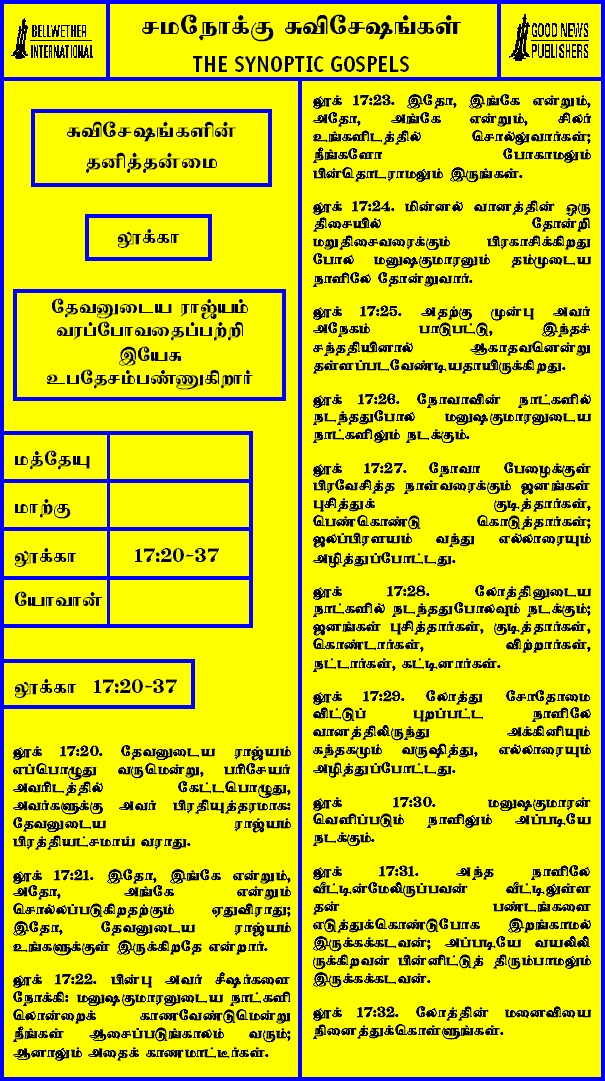 BELLWETHER
INTERNATIONAL
சமநோக்கு சுவிசேஷங்கள்
THE SYNOPTIC GOSPELS
GOOD NEWS
PUBLISHERS
சுவிசேஷங்களின்
தனித்தன்மை
லூக்கா
தேவனுடைய ராஜ்யம்
வரப்போவதைப்பற்றி
இயேசு
உபதேசம்பண்ணுகிறார்
மத்தேயு
மாற்கு
லூக்கா 17:20-37
யோவான்
லூக்கா 17:20-37
லூக் 17:20. தேவனுடைய ராஜ்யம்
எப்பொழுது வருமென்று, பரிசேயர்
அவரிடத்தில் கேட்டபொழுது,
அவர்களுக்கு அவர் பிரதியுத்தரமாக:
தேவனுடைய ராஜ்யம்
பிரத்தியட்சமாய் வராது.
லூக் 17:21. இதோ, இங்கே என்றும்,
அதோ, அங்கே என்றும்
சொல்லப்படுகிறதற்கும் ஏதுவிராது;
இதோ, தேவனுடைய ராஜ்யம்
உங்களுக்குள் இருக்கிறதே என்றார்.
லூக் 17:22. பின்பு அவர் சீஷர்களை
நோக்கி: மனுஷகுமாரனுடைய நாட்களி
லொன்றைக் காணவேண்டுமென்று
நீங்கள் ஆசைப்படுங்காலம் வரும்;
ஆனாலும் அதைக் காணமாட்டீர்கள்.
லூக் 17:23. இதோ, இங்கே என்றும்,
அதோ, அங்கே என்றும், சிலர்
உங்களிடத்தில் சொல்லுவார்கள்;
நீங்களோ போகாமலும்
பின்தொடராமலும் இருங்கள்.
லூக் 17:24. மின்னல் வானத்தின் ஒரு
திசையில் தோன்றி
மறுதிசைவரைக்கும் பிரகாசிக்கிறது
போல் மனுஷகுமாரனும் தம்முடைய
நாளிலே தோன்றுவார்.
லூக் 17:25. அதற்கு முன்பு அவர்
அநேகம் பாடுபட்டு, இந்தச்
சந்ததியினால் ஆகாதவனென்று
தள்ளப்படவேண்டியதாயிருக்கிறது.
லூக் 17:26. நோவாவின் நாட்களில்
நடந்ததுபோல் மனுஷகுமாரனுடைய
நாட்களிலும் நடக்கும்.
லூக் 17:27. நோவா பேழைக்குள்
பிரவேசித்த நாள்வரைக்கும் ஜனங்கள்
புசித்துக் குடித்தார்கள்,
பெண்கொண்டு கொடுத்தார்கள்;
ஜலப்பிரளயம் வந்து எல்லாரையும்
அழித்துப்போட்டது.
லூக் 17:28. லோத்தினுடைய
நாட்களில் நடந்ததுபோலவும் நடக்கும்;
ஜனங்கள் புசித்தார்கள், குடித்தார்கள்,
கொண்டார்கள், விற்றார்கள்,
நட்டார்கள், கட்டினார்கள்.
லூக் 17:29. லோத்து சோதோமை
விட்டுப் புறப்பட்ட நாளிலே
வானத்திலிருந்து அக்கினியும்
கந்தகமும் வருஷித்து, எல்லாரையும்
அழித்துப்போட்டது.
லூக் 17:30. மனுஷகுமாரன்
வெளிப்படும் நாளிலும் அப்படியே
நடக்கும்.
லூக் 17:31. அந்த நாளிலே
வீட்டின்மேலிருப்பவன் வீட்டிலுள்ள
தன் பண்டங்களை
எடுத்துக்கொண்டுபோக இறங்காமல்
இருக்கக்கடவன்; அப்படியே வயலிலி
ருக்கிறவன் பின்னிட்டுத் திரும்பாமலும்
இருக்கக்கடவன்.
லூக் 17:32. லோத்தின் மனைவியை
நினைத்துக்கொள்ளுங்கள்.